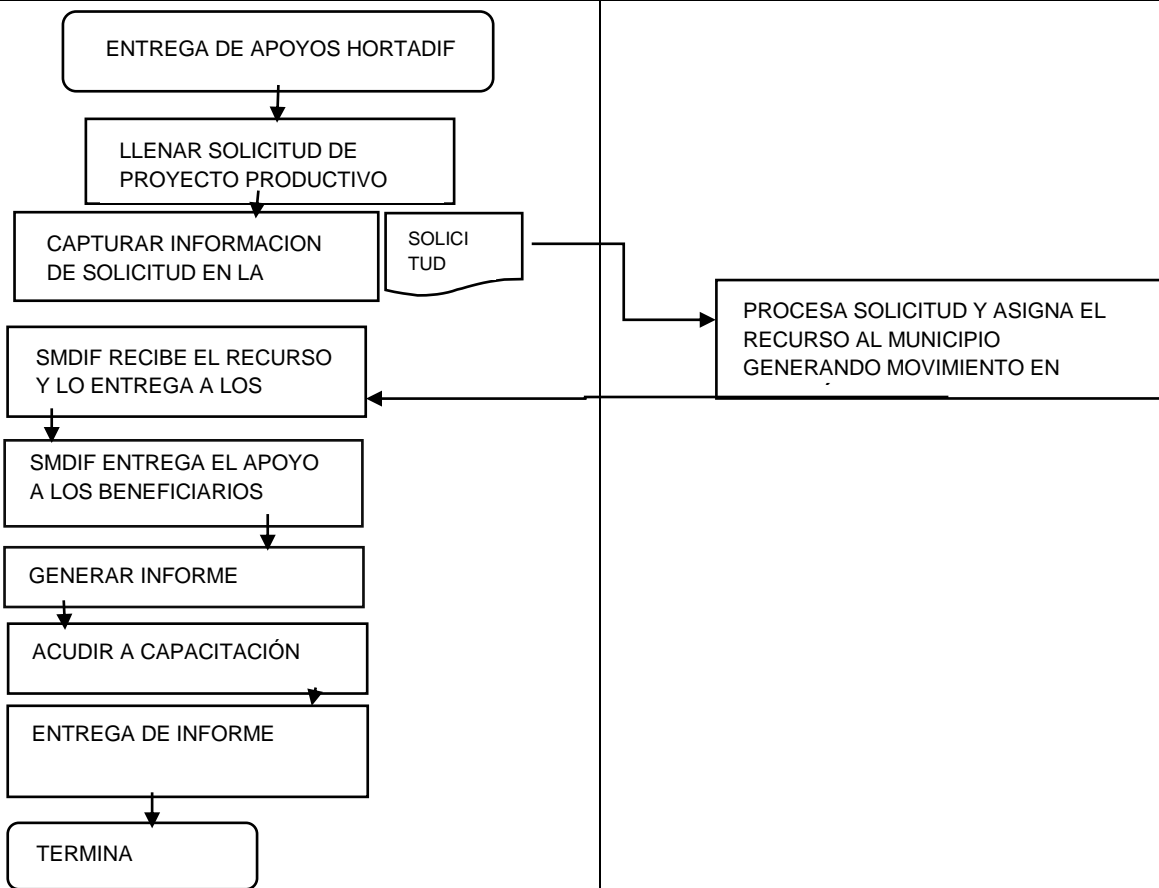 ENTREGA DE APOYOS HORTADIF
LLENAR SOLICITUD DE
PROYECTO PRODUCTIVO
CAPTURAR INFORMACION
DE SOLICITUD EN LA
SOLICI
TUD
PROCESA SOLICITUD Y ASIGNA EL
RECURSO AL MUNICIPIO
GENERANDO MOVIMIENTO EN
SMDIF RECIBE EL RECURSO
Y LO ENTREGA A LOS
SMDIF ENTREGA EL APOYO
A LOS BENEFICIARIOS
GENERAR INFORME
ACUDIR A CAPACITACIÓN
ENTREGA DE INFORME
TERMINA